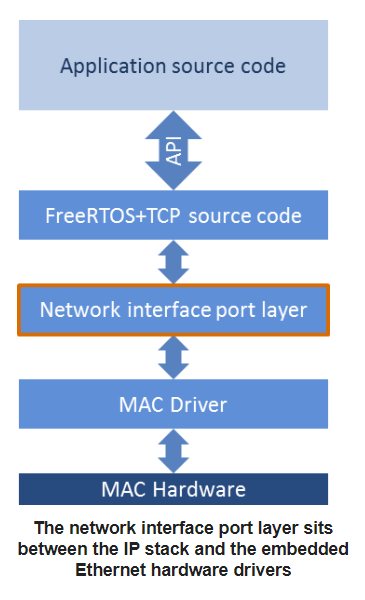 Application source code
API
FreeRTOS+TCP source code
Network interface port layer
MAC Driver
MAC Hardware
The network interface port layer sits
between the IP stack and the embedded
Ethernet hardware drivers